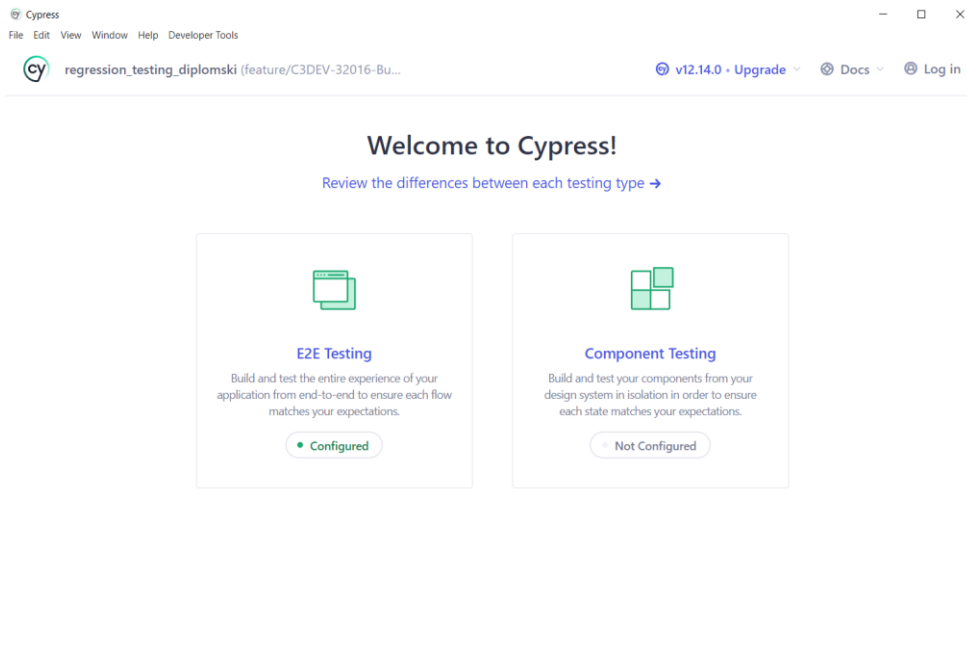 Cypress
File Edit View Window Help Developer Tools
cy regression_testing_diplomski (feature/C3DEV-32016-Bu... v12.14.0 • Upgrade Docs Log in
Welcome to Cypress!
Review the differences between each testing type →
E2E Testing
Build and test the entire experience of your
application from end-to-end to ensure each flow
matches your expectations.
Configured
Component Testing
Build and test your components from your
design system in isolation in order to ensure
each state matches your expectations.
Not Configured